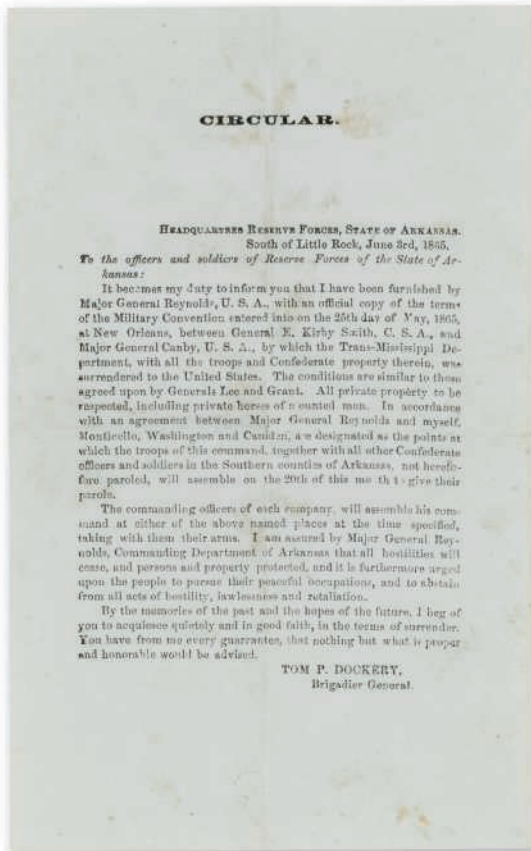 CIRCULAR.
HEADQUARTRES RESERVE FORCES, STATE OF ARKANSAS.
South of Little Rock, June 3rd, 1865.
To the officers and soldiers of Reserve Forces of the State of Ar-
kansas:
It becomes my duty to inform you that I have been furnished by
Major General Reynolds, U. S. A., with an official copy of the terms
of the Military Convention entered into on the 25th day of May, 1865,
at New Orleans, between General E. Kirby Smith, C. S. A., and
Major General Canby, U. S. A., by which the Trans-Mississippi De-
partment, with all the troops and Confederate property therein, was
surrendered to the United States. The conditions are similar to those
agreed upon by Generals Lee and Grant. All private property to be
respected, including private horses of mounted men. In accordance
with an agreement between Major General Reynolds and myself,
Monticello, Washington and Camden, are designated as the points at
which the troops of this command, together with all other Confederate
officers and soldiers in the Southern counties of Arkansas, not hereto-
fore paroled, will assemble on the 20th of this month to give their
parole.
The commanding officers of each company, will assemble his com-
mand at either of the above named places at the time specified,
taking with them their arms. I am assured by Major General Rey-
nolds, Commanding Department of Arkansas that all hostilities will
cease, and persons and property protected, and it is furthermore urged
upon the people to pursue their peaceful occupations, and to abstain
from all acts of hostility, lawlessness and retaliation.
By the memories of the past and the hopes of the future, I beg of
you to acquiesce quietly and in good faith, in the terms of surrender.
You have from me every guarantee, that nothing but what is proper
and honorable would be advised.
TOM P. DOCKERY,
Brigadier General.